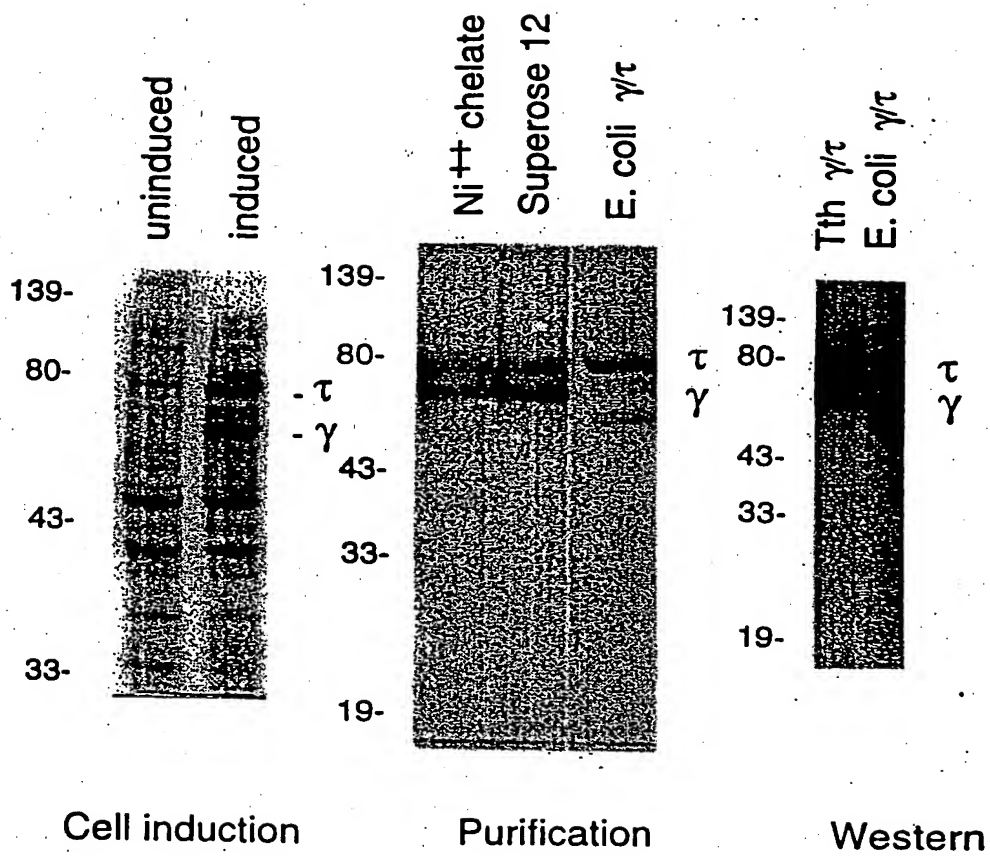 uninduced
induced
139-
80-
43-
33-
- τ
- γ
Cell induction
Ni++ chelate
Superose 12
E. coli γ/τ
139-
80-
43-
33-
19-
τ
γ
Purification
Tth γ/τ
E. coli γ/τ
139-
80-
43-
33-
19-
τ
γ
Western